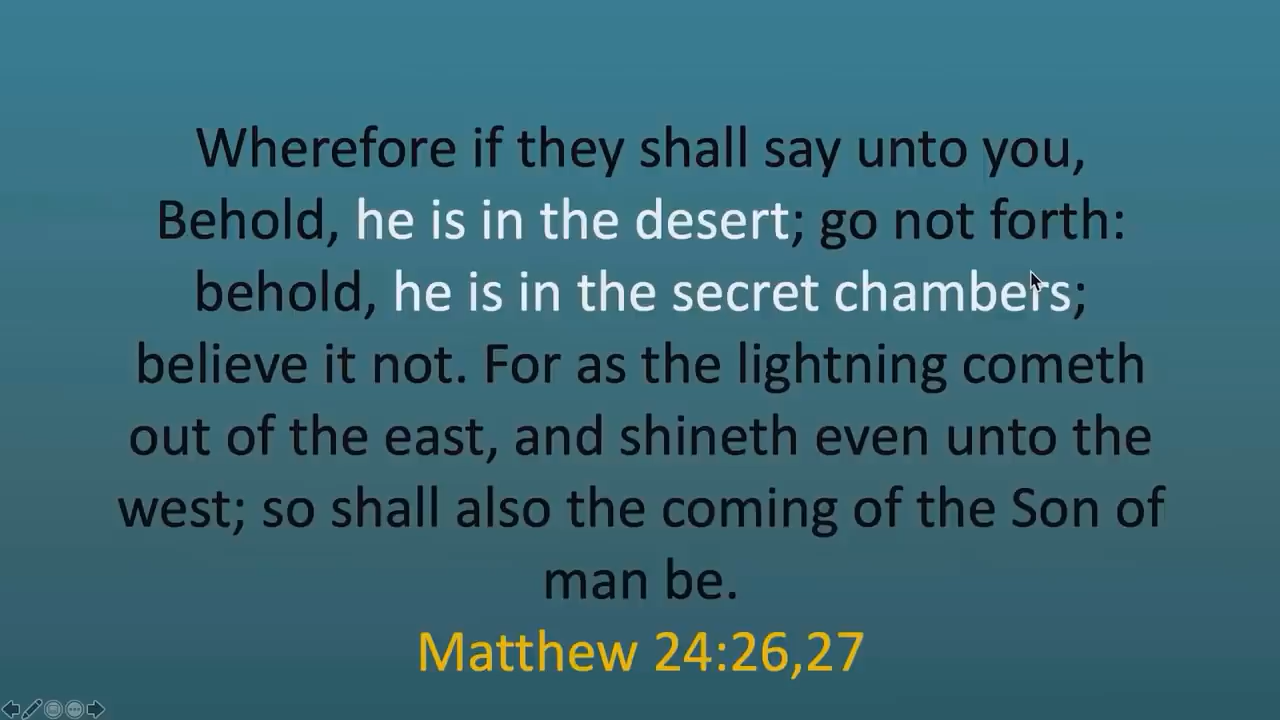 Wherefore if they shall say unto you,
Behold, he is in the desert; go not forth:
behold, he is in the secret chambers;
believe it not. For as the lightning cometh
out of the east, and shineth even unto the
west; so shall also the coming of the Son of
man be.
Matthew 24:26,27